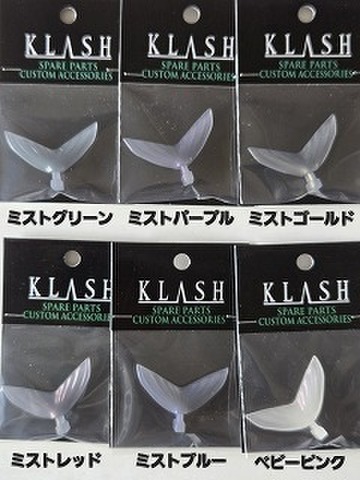 KLASH KLASH KLASH
SPARE PARTS SPARE PARTS SPARE PARTS
CUSTOM ACCESSORIES CUSTOM ACCESSORIES CUSTOM ACCESSORIES
ミストグリーン ミストパープル ミストゴールド
KLASH KLASH KLASH
SPARE PARTS SPARE PARTS SPARE PARTS
CUSTOM ACCESSORIES CUSTOM ACCESSORIES CUSTOM ACCESSORIES
ミストレッド ミストブルー ベビーピンク